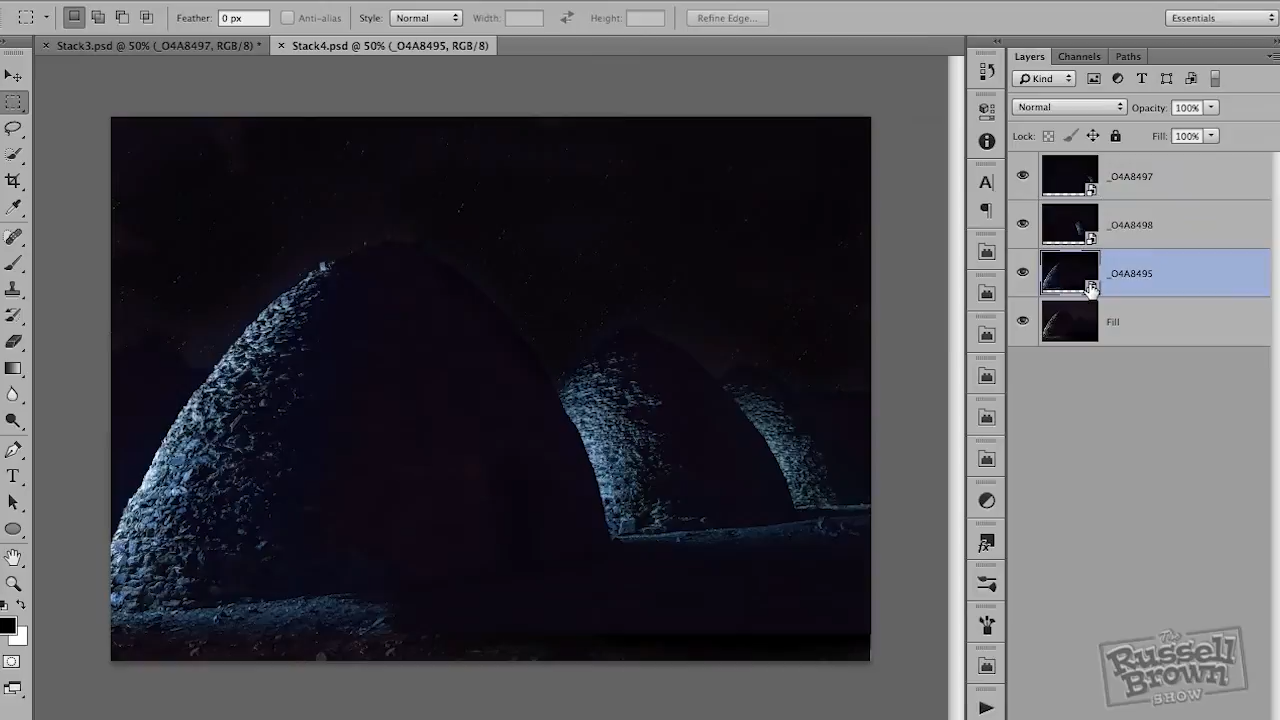 Feather: 0 px Anti-alias Style: Normal Width: Height: Refine Edge... Essentials
× Stack3.psd @ 50% (_O4A8497, RGB/8) * × Stack4.psd @ 50% (_O4A8495, RGB/8)
Layers Channels Paths
Kind
Normal Opacity: 100%
Lock: Fill: 100%
_O4A8497
_O4A8498
_O4A8495
Fill
The
Russell
Brown
SHOW